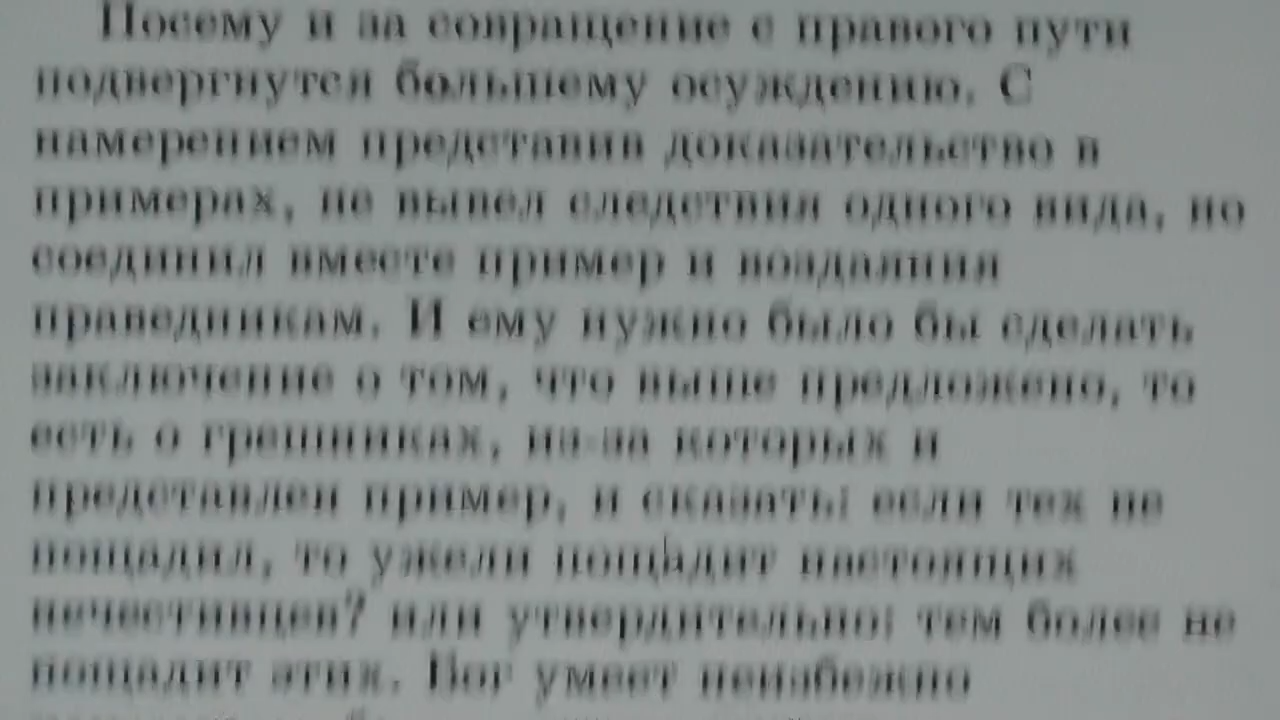 Посему и за совращение с правого пути
подвергнутся большему осуждению. С
намерением представив доказательство в
примерах, не вывел следствия одного вида, но
соединил вместе пример и воздаяния
праведникам. И ему нужно было бы сделать
заключение о том, что выше предложено, то
есть о грешниках, из-за которых и
представлен пример, и сказать: если тех не
пощадил, то ужели пощадит настоящих
нечестивцев? или утвердительно: тем более не
пощадит этих. Бог умеет неизбежно